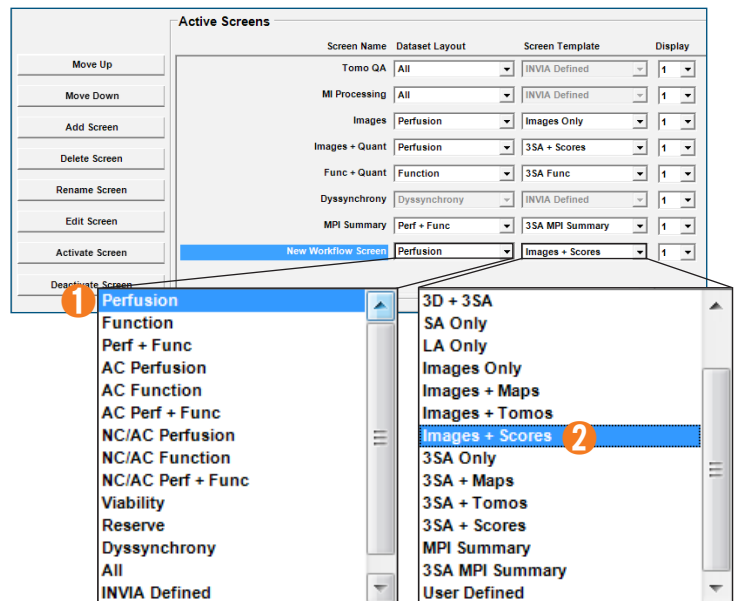 Active Screens
Screen Name Dataset Layout Screen Template Display
Move Up
Move Down
Add Screen
Delete Screen
Rename Screen
Edit Screen
Activate Screen
Deactivate Screen
Tomo QA All INVIA Defined 1
MI Processing All INVIA Defined 1
Images Perfusion Images Only 1
Images + Quant Perfusion 3SA + Scores 1
Func + Quant Function 3SA Func 1
Dyssynchrony Dyssynchrony INVIA Defined 1
MPI Summary Perf + Func 3SA MPI Summary 1
New Workflow Screen Perfusion Images + Scores 1
1
Perfusion
Function
Perf + Func
AC Perfusion
AC Function
AC Perf + Func
NC/AC Perfusion
NC/AC Function
NC/AC Perf + Func
Viability
Reserve
Dyssynchrony
All
INVIA Defined
3D + 3SA
SA Only
LA Only
Images Only
Images + Maps
Images + Tomos
Images + Scores 2
3SA Only
3SA + Maps
3SA + Tomos
3SA + Scores
MPI Summary
3SA MPI Summary
User Defined